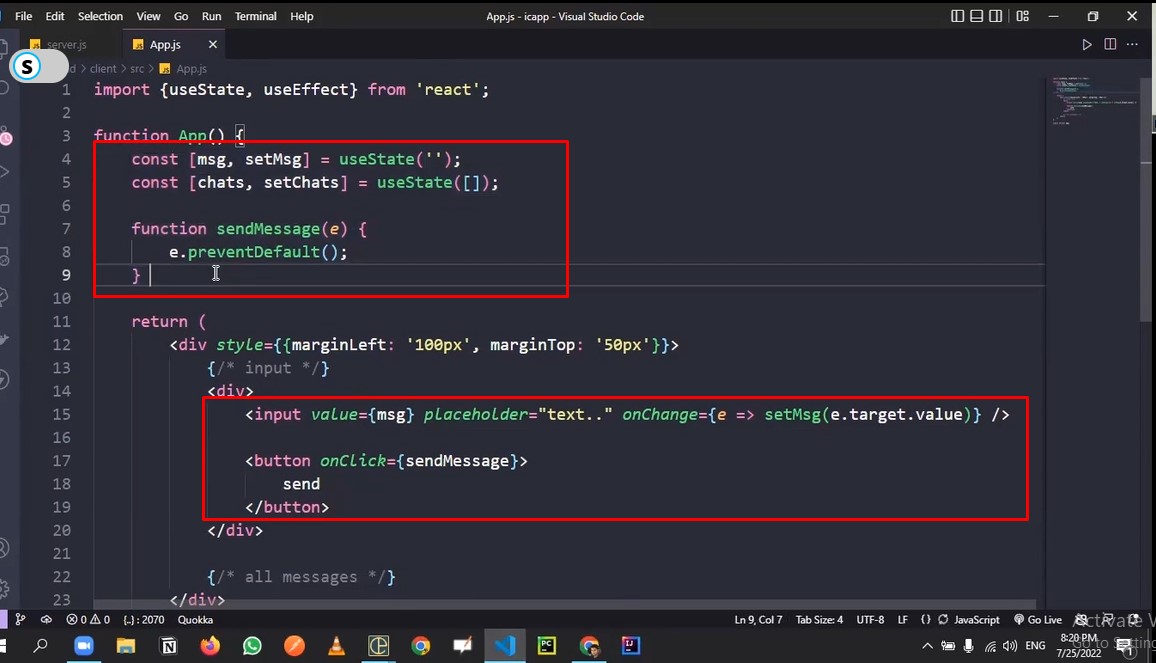 File Edit Selection View Go Run Terminal Help
App.js - icapp - Visual Studio Code
server.js
App.js
S
client > src > App.js
1 import {useState, useEffect} from 'react';
2
3 function App() {
4 const [msg, setMsg] = useState('');
5 const [chats, setChats] = useState([]);
6
7 function sendMessage(e) {
8 e.preventDefault();
9 }
10
11 return (
12 <div style={{marginLeft: '100px', marginTop: '50px'}}>
13 {/* input */}
14 <div>
15 <input value={msg} placeholder="text.." onChange={e => setMsg(e.target.value)} />
16
17 <button onClick={sendMessage}>
18 send
19 </button>
20 </div>
21
22 {/* all messages */}
23 </div>
0 0 {..} : 2070 Quokka
Ln 9, Col 7 Tab Size: 4 UTF-8 LF {} JavaScript Go Live
Activate
Go to
N
PC
IJ
ENG
8:20 PM
7/25/2022
1